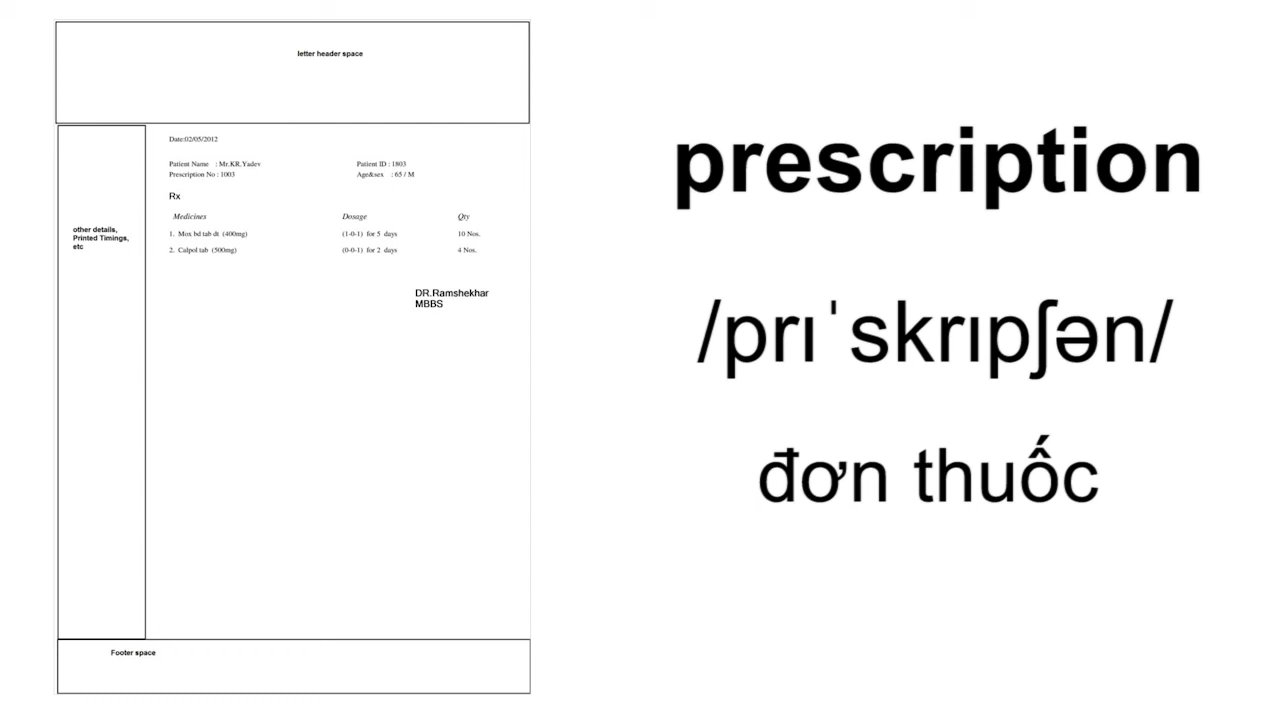 letter header space
Date:02/05/2012
Patient Name : Mr.KR.Yadev Patient ID : 1803
Prescription No : 1003 Age&sex : 65 / M
Rx
Medicines Dosage Qty
1. Mox bd tab dt (400mg) (1-0-1) for 5 days 10 Nos.
2. Calpol tab (500mg) (0-0-1) for 2 days 4 Nos.
DR.Ramshekhar
MBBS
other details,
Printed Timings,
etc
Footer space
prescription
/prɪˈskrɪpʃən/
đơn thuốc